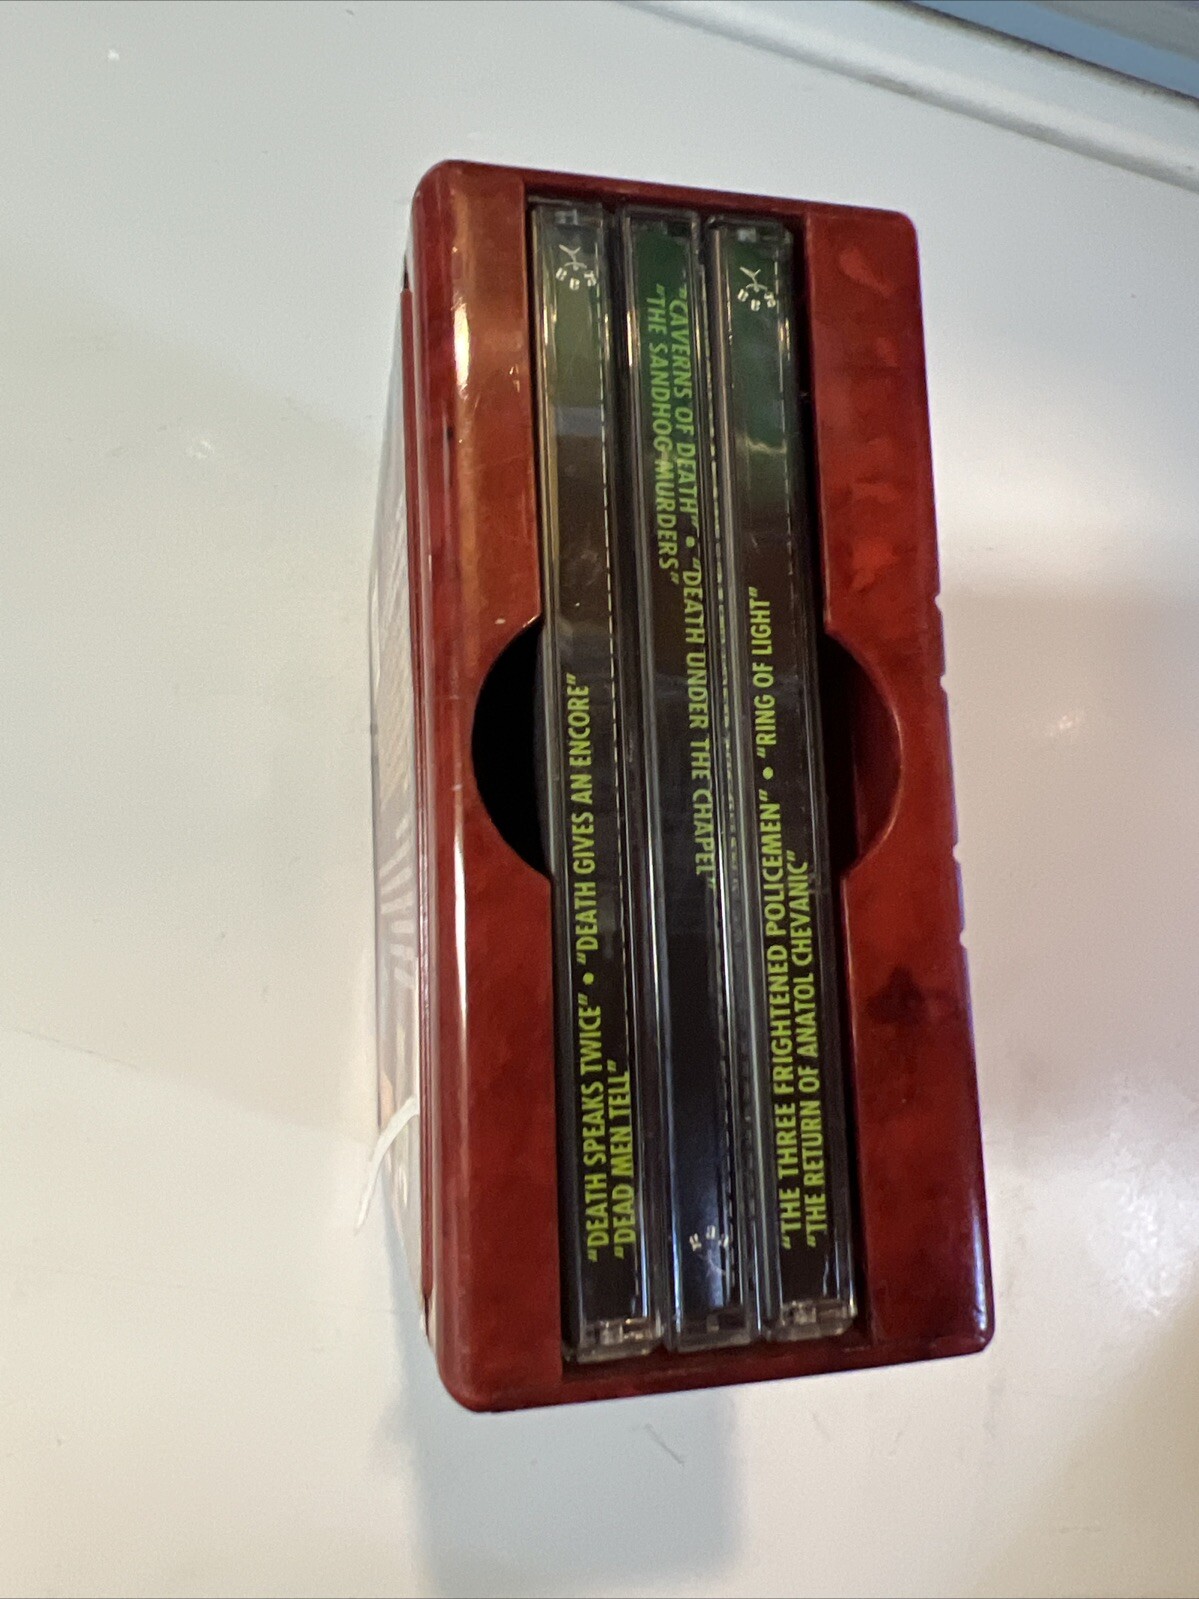 "DEATH SPEAKS TWICE" • "DEATH GIVES AN ENCORE"
"DEAD MEN TELL"
"CAVERNS OF DEATH" • "DEATH UNDER THE CHAPEL"
"THE SANDHOG MURDERS"
"THE THREE FRIGHTENED POLICEMEN" • "RING OF LIGHT"
"THE RETURN OF ANATOL CHEVANIC"